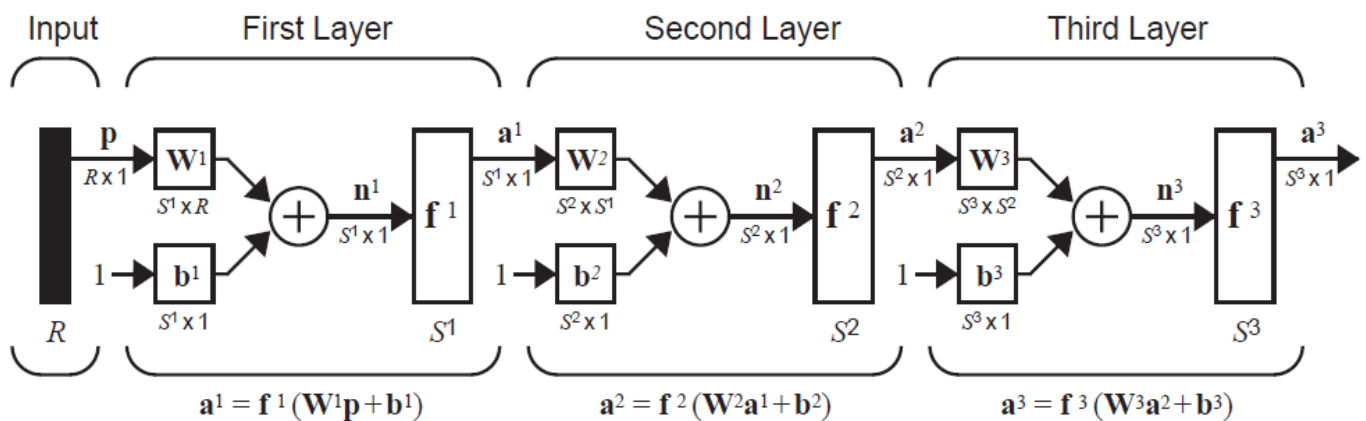 Input First Layer Second Layer Third Layer
p a¹ a² a³
W¹ W² W³
R x 1 S¹ x 1 S² x 1 S³ x 1
S¹ x R n¹ S² x S¹ n² S³ x S² n³
f ¹ f ² f ³
S¹ x 1 S² x 1 S³ x 1
1 b¹ 1 b² 1 b³
S¹ x 1 S² x 1 S³ x 1
R S¹ S² S³
a¹ = f ¹ (W¹p + b¹) a² = f ² (W²a¹ + b²) a³ = f ³ (W³a² + b³)